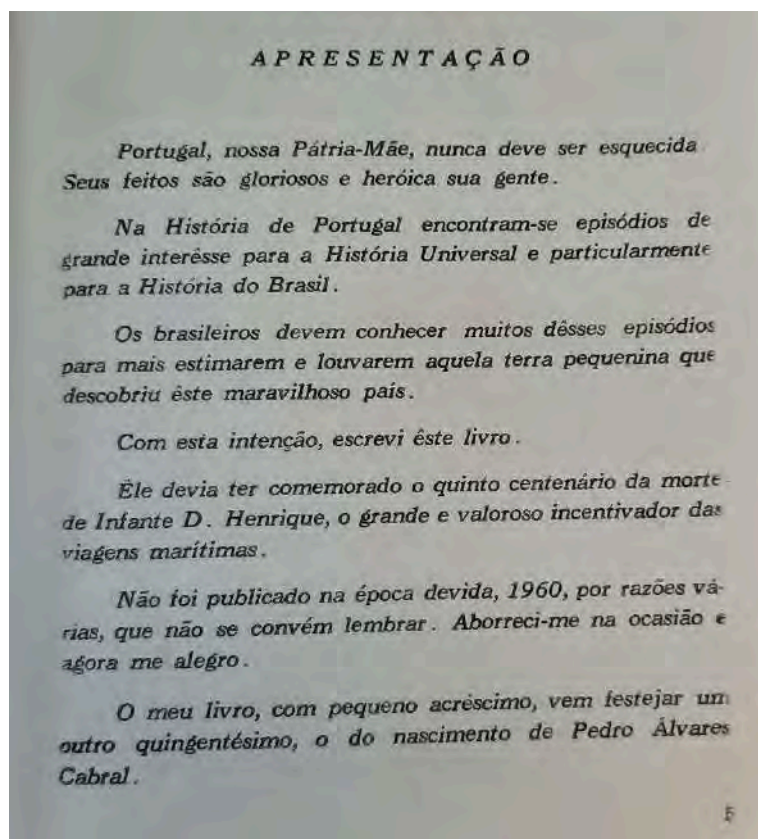 APRESENTAÇÃO
Portugal, nossa Pátria-Mãe, nunca deve ser esquecida
Seus feitos são gloriosos e heróica sua gente.
Na História de Portugal encontram-se episódios de
grande interêsse para a História Universal e particularmente
para a História do Brasil.
Os brasileiros devem conhecer muitos dêsses episódios
para mais estimarem e louvarem aquela terra pequenina que
descobriu êste maravilhoso país.
Com esta intenção, escrevi êste livro.
Êle devia ter comemorado o quinto centenário da morte
de Infante D. Henrique, o grande e valoroso incentivador das
viagens marítimas.
Não foi publicado na época devida, 1960, por razões vá-
rias, que não se convém lembrar. Aborreci-me na ocasião e
agora me alegro.
O meu livro, com pequeno acréscimo, vem festejar um
outro quingentésimo, o do nascimento de Pedro Álvares
Cabral.
5